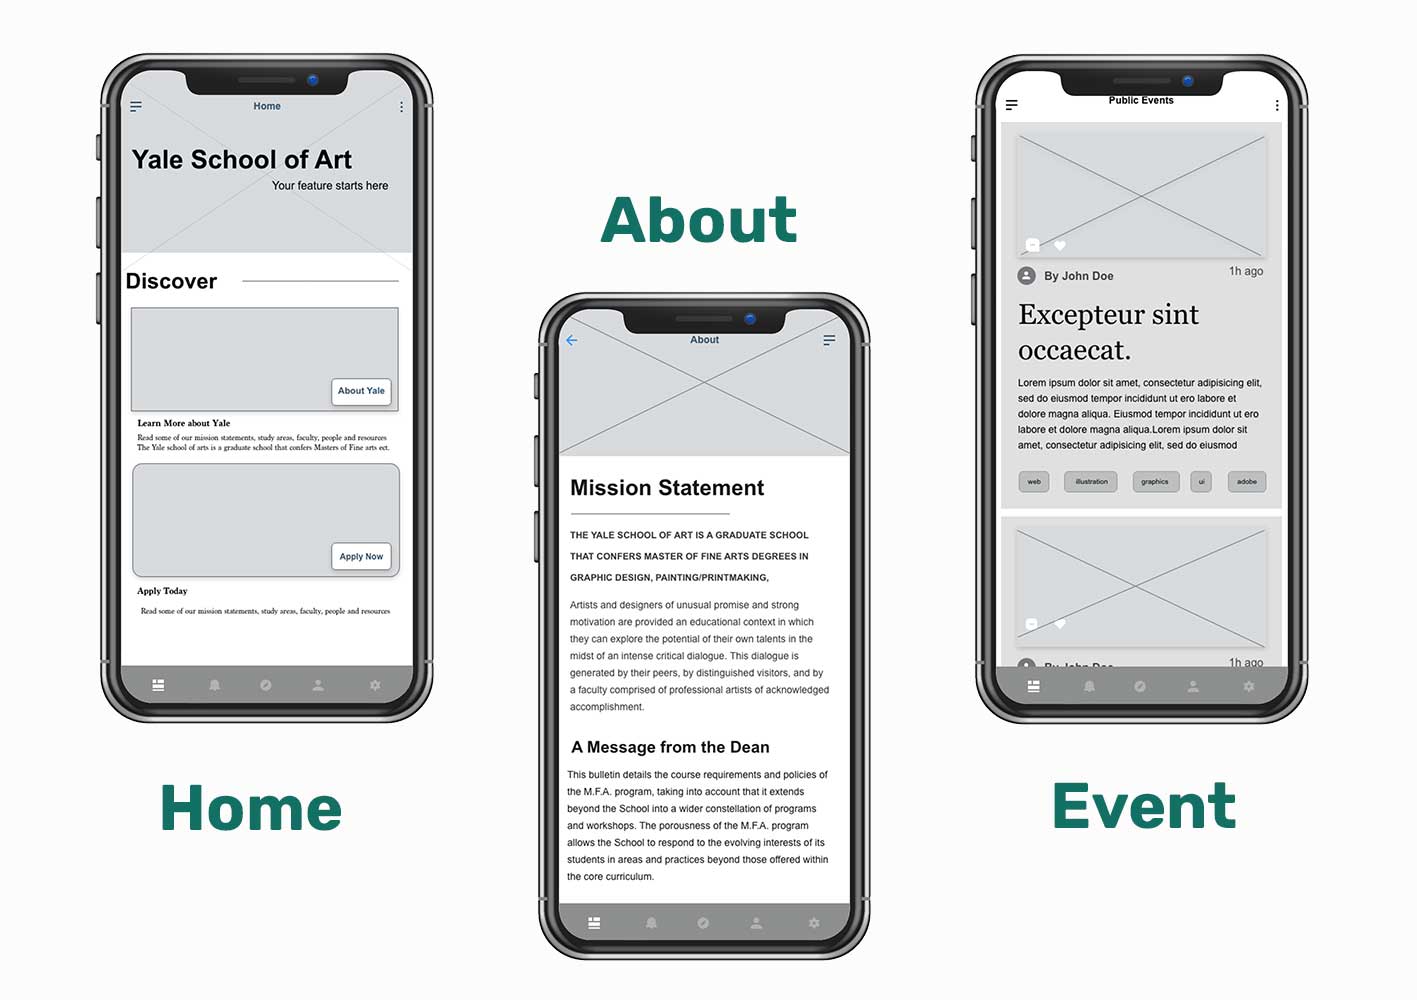 Home
Yale School of Art
Your feature starts here
Discover
About Yale
Learn More about Yale
Read some of our mission statements, study areas, faculty, people and resources
The Yale school of arts is a graduate school that confers Masters of Fine arts ect.
Apply Now
Apply Today
Read some of our mission statements, study areas, faculty, people and resources
Home
About
About
Mission Statement
THE YALE SCHOOL OF ART IS A GRADUATE SCHOOL
THAT CONFERS MASTER OF FINE ARTS DEGREES IN
GRAPHIC DESIGN, PAINTING/PRINTMAKING,
Artists and designers of unusual promise and strong
motivation are provided an educational context in which
they can explore the potential of their own talents in the
midst of an intense critical dialogue. This dialogue is
generated by their peers, by distinguished visitors, and by
a faculty comprised of professional artists of acknowledged
accomplishment.
A Message from the Dean
This bulletin details the course requirements and policies of
the M.F.A. program, taking into account that it extends
beyond the School into a wider constellation of programs
and workshops. The porousness of the M.F.A. program
allows the School to respond to the evolving interests of its
students in areas and practices beyond those offered within
the core curriculum.
Public Events
By John Doe
1h ago
Excepteur sint
occaecat.
Lorem ipsum dolor sit amet, consectetur adipisicing elit,
sed do eiusmod tempor incididunt ut ero labore et
dolore magna aliqua. Eiusmod tempor incididunt ut ero
labore et dolore magna aliqua.Lorem ipsum dolor sit
amet, consectetur adipisicing elit, sed do eiusmod
web illustration graphics ui adobe
By John Doe
1h ago
Event